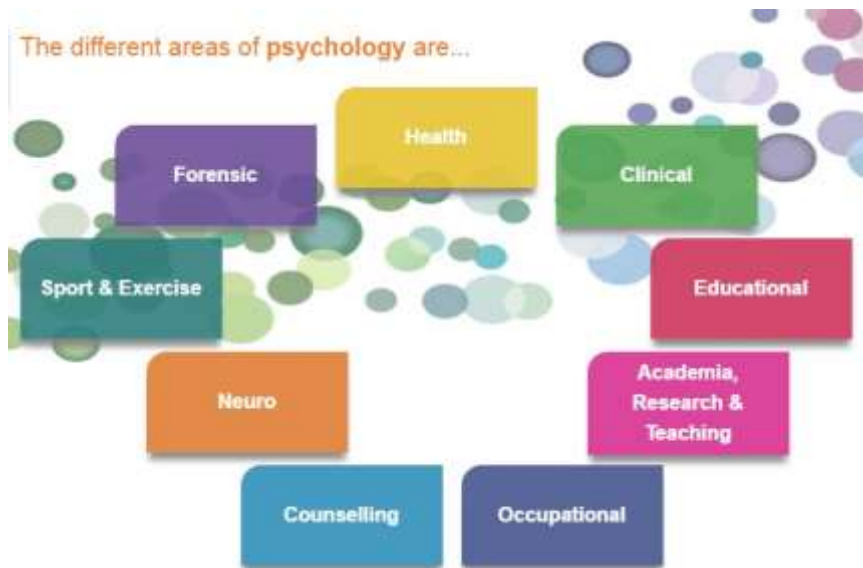 The different areas of psychology are...
Health
Forensic
Clinical
Sport & Exercise
Educational
Neuro
Academia,
Research &
Teaching
Counselling
Occupational